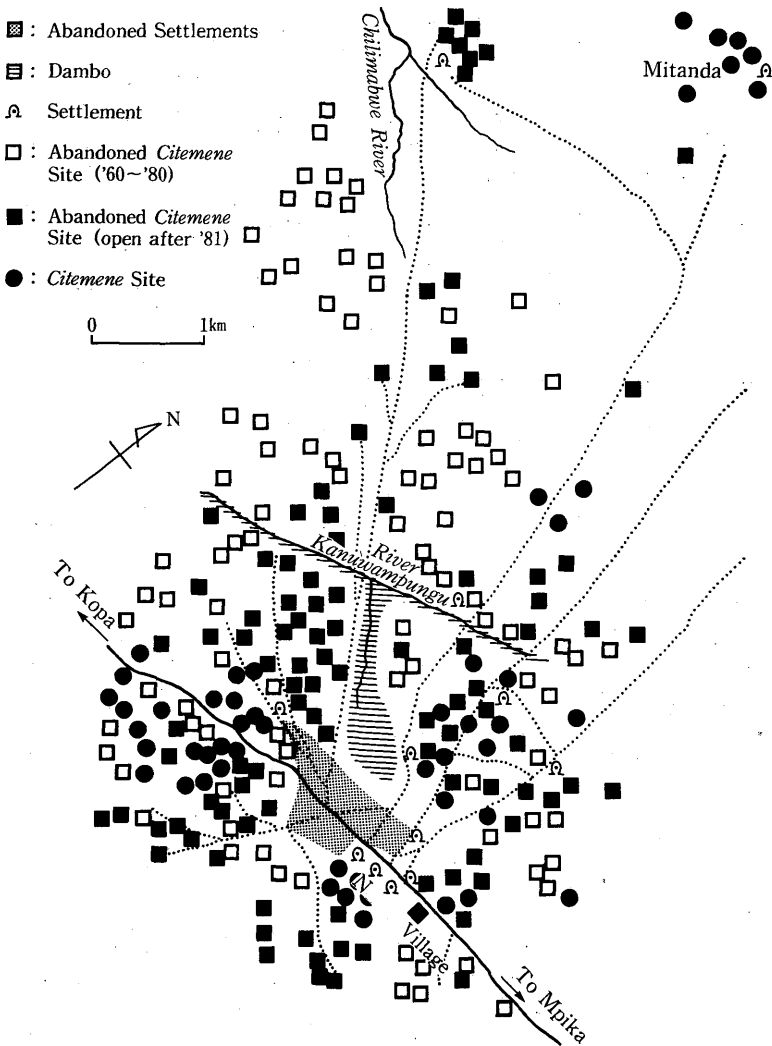 : Abandoned Settlements
: Dambo
Settlement
: Abandoned Citemene
Site ('60~'80)
: Abandoned Citemene
Site (open after '81)
: Citemene Site
0 1km
N
Chilimabwe River
Mitanda
River
Kanuwampungu
To Kopa
N
Village
To Mpika